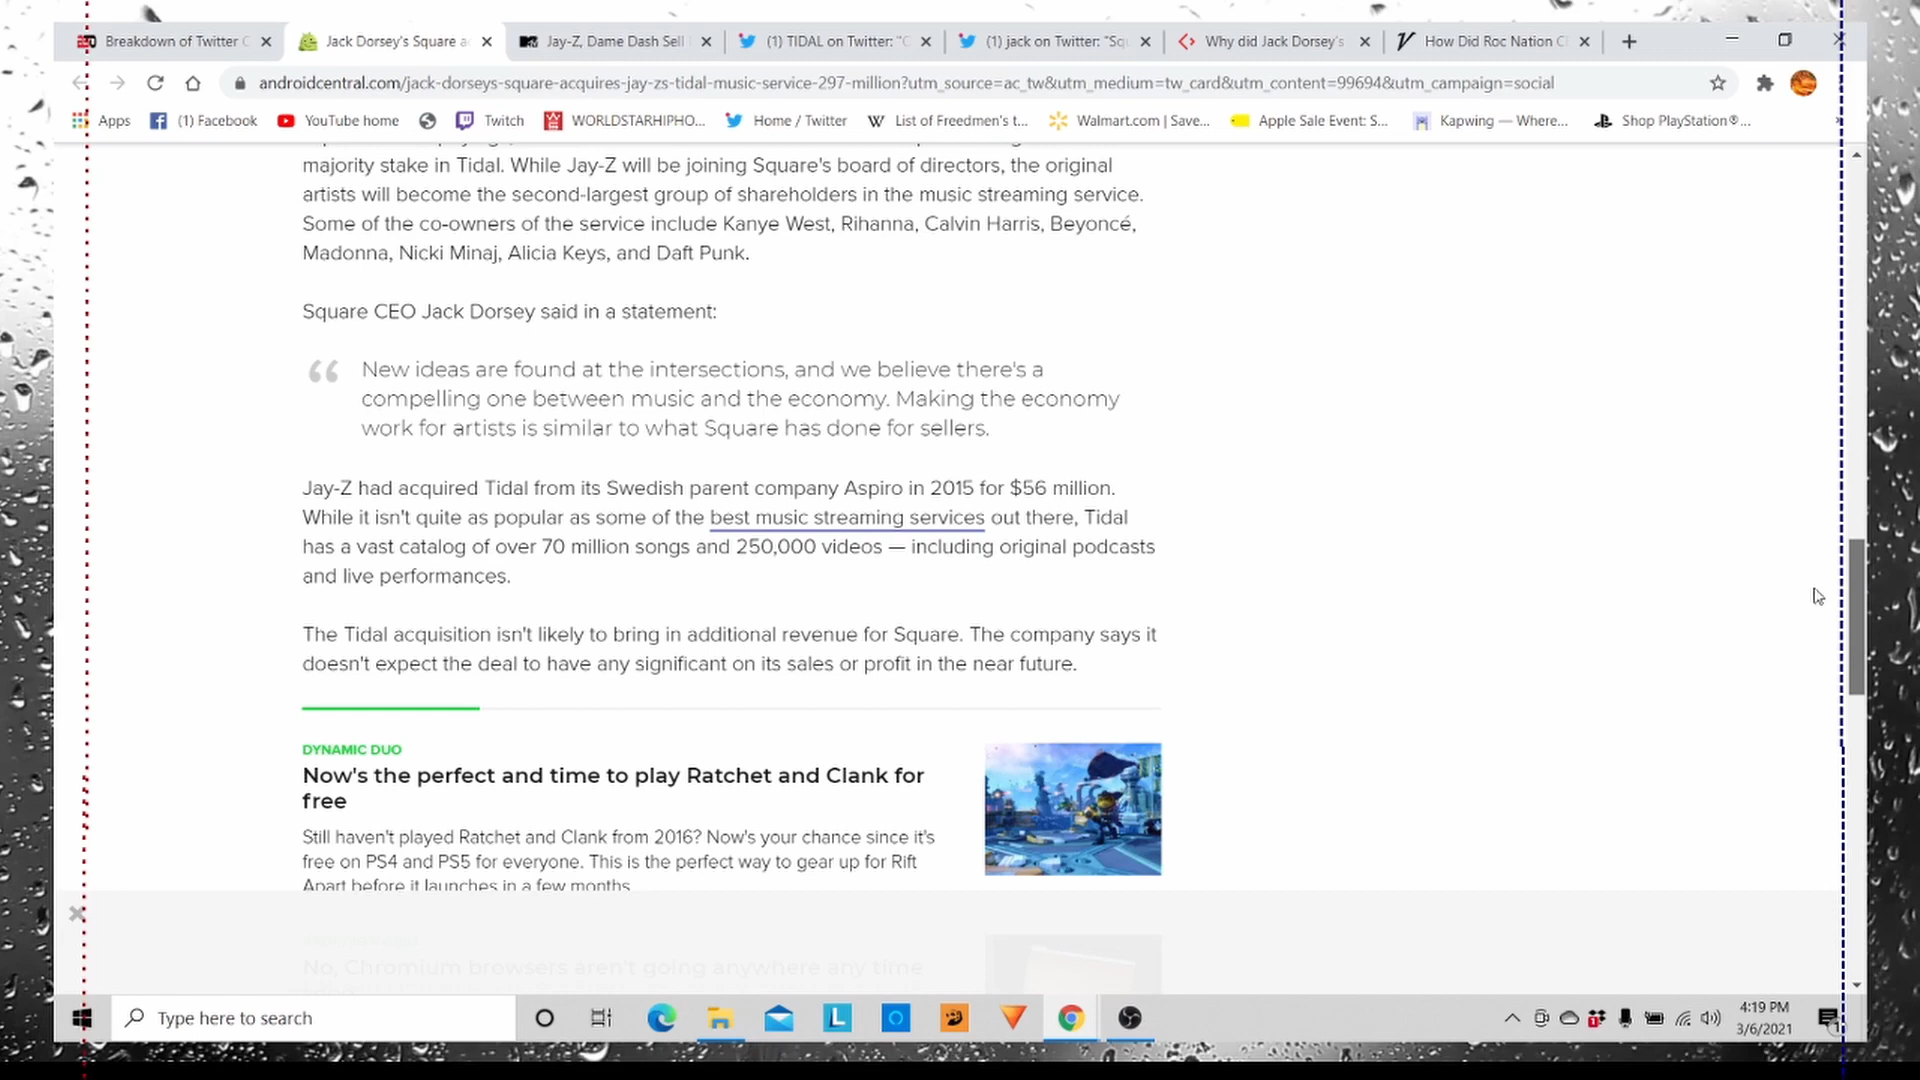 Breakdown of Twitter C
Jack Dorsey's Square a
Jay-Z, Dame Dash Sell
(1) TIDAL on Twitter: "C
(1) jack on Twitter: "Squ
Why did Jack Dorsey's
How Did Roc Nation C
androidcentral.com/jack-dorseys-square-acquires-jay-zs-tidal-music-service-297-million?utm_source=ac_tw&utm_medium=tw_card&utm_content=99694&utm_campaign=social
Apps
(1) Facebook
YouTube home
Twitch
WORLDSTARHIPHO...
Home / Twitter
List of Freedmen's t...
Walmart.com | Save...
Apple Sale Event: S...
Kapwing — Where...
Shop PlayStation®...
majority stake in Tidal. While Jay-Z will be joining Square's board of directors, the original
artists will become the second-largest group of shareholders in the music streaming service.
Some of the co-owners of the service include Kanye West, Rihanna, Calvin Harris, Beyoncé,
Madonna, Nicki Minaj, Alicia Keys, and Daft Punk.
Square CEO Jack Dorsey said in a statement:
“ New ideas are found at the intersections, and we believe there's a
compelling one between music and the economy. Making the economy
work for artists is similar to what Square has done for sellers.
Jay-Z had acquired Tidal from its Swedish parent company Aspiro in 2015 for $56 million.
While it isn't quite as popular as some of the best music streaming services out there, Tidal
has a vast catalog of over 70 million songs and 250,000 videos — including original podcasts
and live performances.
The Tidal acquisition isn't likely to bring in additional revenue for Square. The company says it
doesn't expect the deal to have any significant on its sales or profit in the near future.
DYNAMIC DUO
Now's the perfect and time to play Ratchet and Clank for
free
Still haven't played Ratchet and Clank from 2016? Now's your chance since it's
free on PS4 and PS5 for everyone. This is the perfect way to gear up for Rift
Apart before it launches in a few months.
No, Chromium browsers aren't going anywhere any time
Type here to search
4:19 PM
3/6/2021